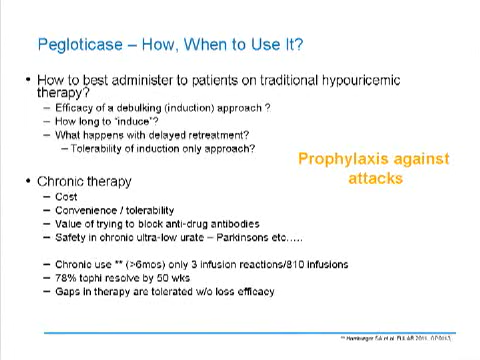 Pegloticase – How, When to Use It?
• How to best administer to patients on traditional hypouricemic
therapy?
– Efficacy of a debulking (induction) approach ?
– How long to “induce”?
– What happens with delayed retreatment?
– Tolerability of induction only approach?
Prophylaxis against
attacks
• Chronic therapy
– Cost
– Convenience / tolerability
– Value of trying to block anti-drug antibodies
– Safety in chronic ultra-low urate – Parkinsons etc…..
– Chronic use ** (>6mos) only 3 infusion reactions/810 infusions
– 78% tophi resolve by 50 wks
– Gaps in therapy are tolerated w/o loss efficacy
et al. EULAR 2011,